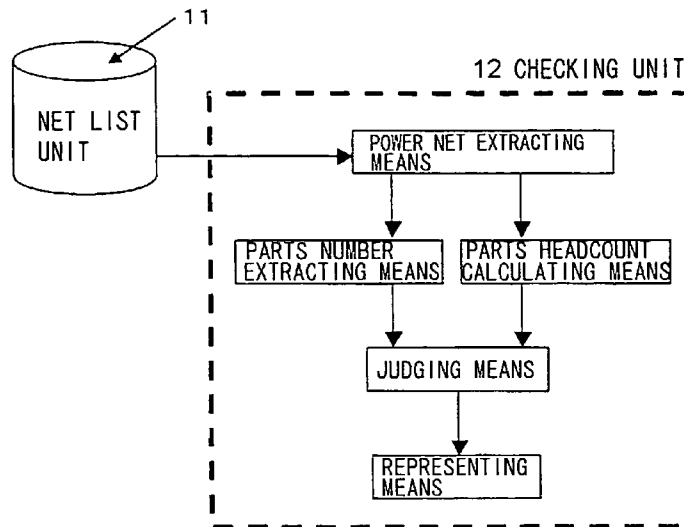 11
12 CHECKING UNIT
NET LIST
UNIT
POWER NET EXTRACTING
MEANS
PARTS NUMBER
EXTRACTING MEANS
PARTS HEADCOUNT
CALCULATING MEANS
JUDGING MEANS
REPRESENTING
MEANS